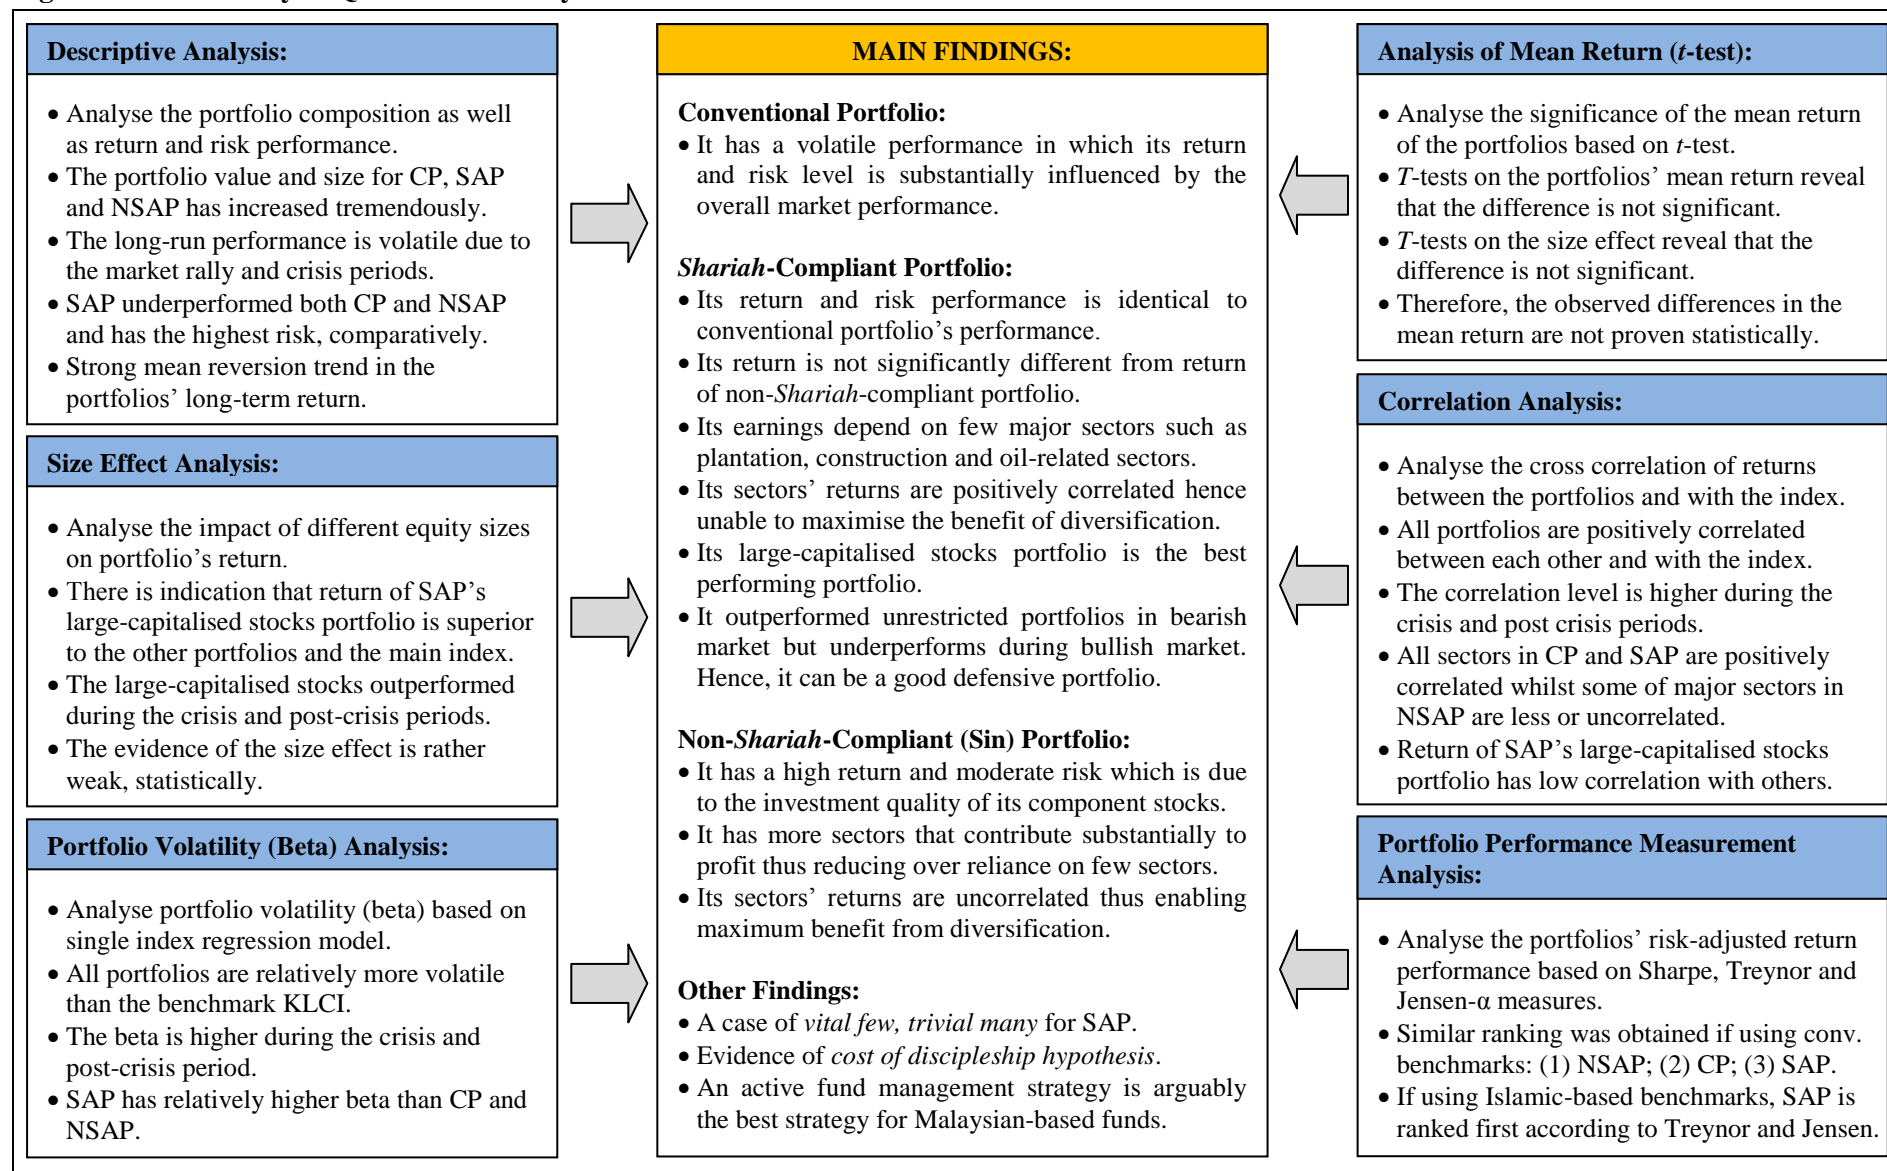 Descriptive Analysis:
• Analyse the portfolio composition as well
as return and risk performance.
• The portfolio value and size for CP, SAP
and NSAP has increased tremendously.
• The long-run performance is volatile due to
the market rally and crisis periods.
• SAP underperformed both CP and NSAP
and has the highest risk, comparatively.
• Strong mean reversion trend in the
portfolios’ long-term return.
Size Effect Analysis:
• Analyse the impact of different equity sizes
on portfolio’s return.
• There is indication that return of SAP’s
large-capitalised stocks portfolio is superior
to the other portfolios and the main index.
• The large-capitalised stocks outperformed
during the crisis and post-crisis periods.
• The evidence of the size effect is rather
weak, statistically.
Portfolio Volatility (Beta) Analysis:
• Analyse portfolio volatility (beta) based on
single index regression model.
• All portfolios are relatively more volatile
than the benchmark KLCI.
• The beta is higher during the crisis and
post-crisis period.
• SAP has relatively higher beta than CP and
NSAP.
MAIN FINDINGS:
Conventional Portfolio:
• It has a volatile performance in which its return
and risk level is substantially influenced by the
overall market performance.
Shariah-Compliant Portfolio:
• Its return and risk performance is identical to
conventional portfolio’s performance.
• Its return is not significantly different from return
of non-Shariah-compliant portfolio.
• Its earnings depend on few major sectors such as
plantation, construction and oil-related sectors.
• Its sectors’ returns are positively correlated hence
unable to maximise the benefit of diversification.
• Its large-capitalised stocks portfolio is the best
performing portfolio.
• It outperformed unrestricted portfolios in bearish
market but underperforms during bullish market.
Hence, it can be a good defensive portfolio.
Non-Shariah-Compliant (Sin) Portfolio:
• It has a high return and moderate risk which is due
to the investment quality of its component stocks.
• It has more sectors that contribute substantially to
profit thus reducing over reliance on few sectors.
• Its sectors’ returns are uncorrelated thus enabling
maximum benefit from diversification.
Other Findings:
• A case of vital few, trivial many for SAP.
• Evidence of cost of discipleship hypothesis.
• An active fund management strategy is arguably
the best strategy for Malaysian-based funds.
Analysis of Mean Return (t-test):
• Analyse the significance of the mean return
of the portfolios based on t-test.
• T-tests on the portfolios’ mean return reveal
that the difference is not significant.
• T-tests on the size effect reveal that the
difference is not significant.
• Therefore, the observed differences in the
mean return are not proven statistically.
Correlation Analysis:
• Analyse the cross correlation of returns
between the portfolios and with the index.
• All portfolios are positively correlated
between each other and with the index.
• The correlation level is higher during the
crisis and post crisis periods.
• All sectors in CP and SAP are positively
correlated whilst some of major sectors in
NSAP are less or uncorrelated.
• Return of SAP’s large-capitalised stocks
portfolio has low correlation with others.
Portfolio Performance Measurement
Analysis:
• Analyse the portfolios’ risk-adjusted return
performance based on Sharpe, Treynor and
Jensen-α measures.
• Similar ranking was obtained if using conv.
benchmarks: (1) NSAP; (2) CP; (3) SAP.
• If using Islamic-based benchmarks, SAP is
ranked first according to Treynor and Jensen.